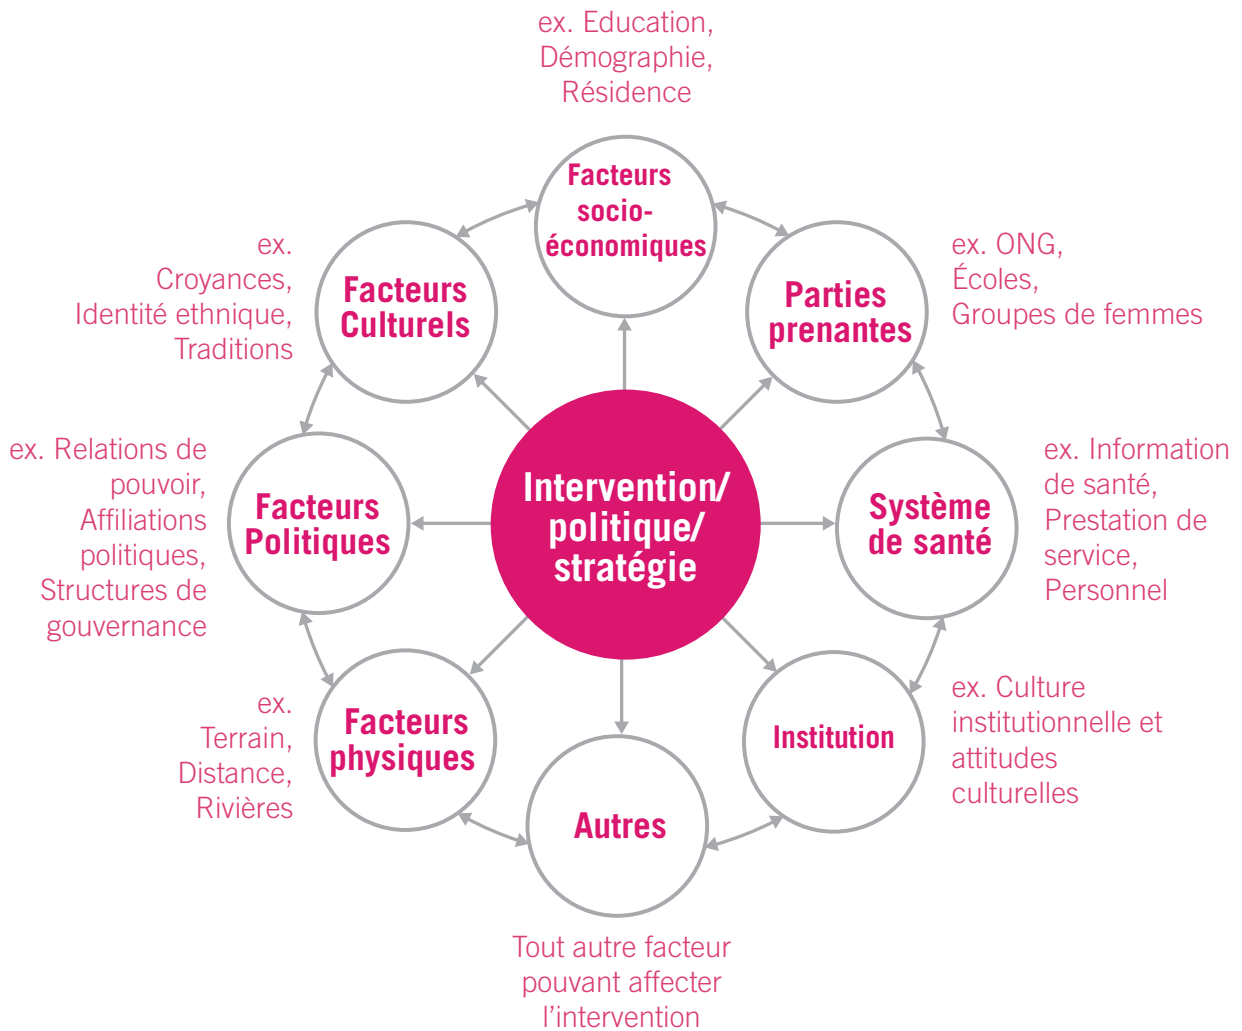 ex. Education,
Démographie,
Résidence
Facteurs
socio-
économiques
ex.
Croyances,
Identité ethnique,
Traditions
Facteurs
Culturels
Parties
prenantes
ex. ONG,
Écoles,
Groupes de femmes
ex. Relations de
pouvoir,
Affiliations
politiques,
Structures de
gouvernance
Facteurs
Politiques
Intervention/
politique/
stratégie
Système
de santé
ex. Information
de santé,
Prestation de
service,
Personnel
ex.
Terrain,
Distance,
Rivières
Facteurs
physiques
Institution
ex. Culture
institutionnelle et
attitudes
culturelles
Autres
Tout autre facteur
pouvant affecter
l’intervention